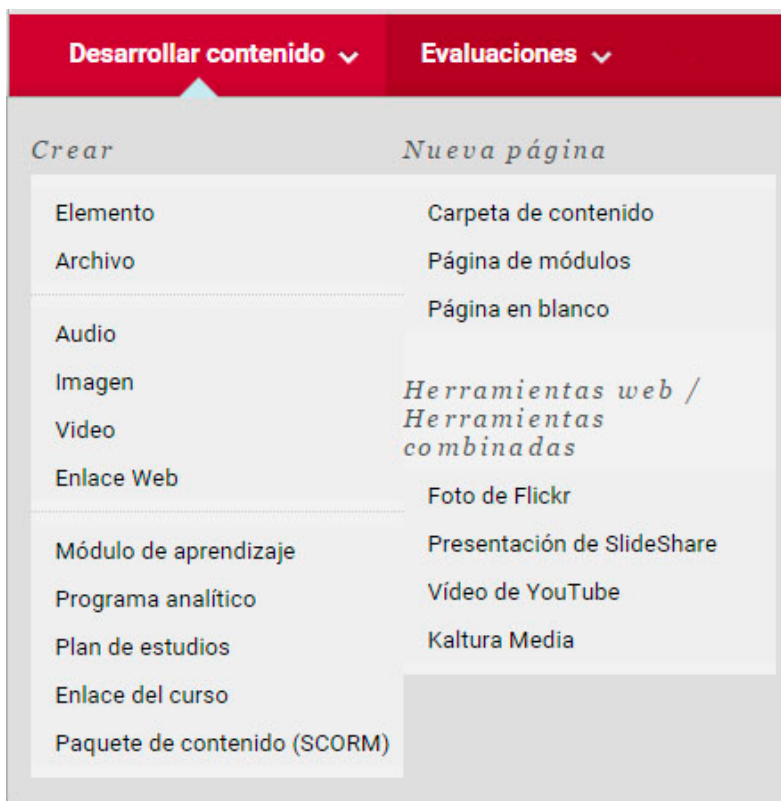 Desarrollar contenido
Evaluaciones
Crear
Elemento
Archivo
Audio
Imagen
Video
Enlace Web
Módulo de aprendizaje
Programa analítico
Plan de estudios
Enlace del curso
Paquete de contenido (SCORM)
Nueva página
Carpeta de contenido
Página de módulos
Página en blanco
Herramientas web /
Herramientas
combinadas
Foto de Flickr
Presentación de SlideShare
Vídeo de YouTube
Kaltura Media